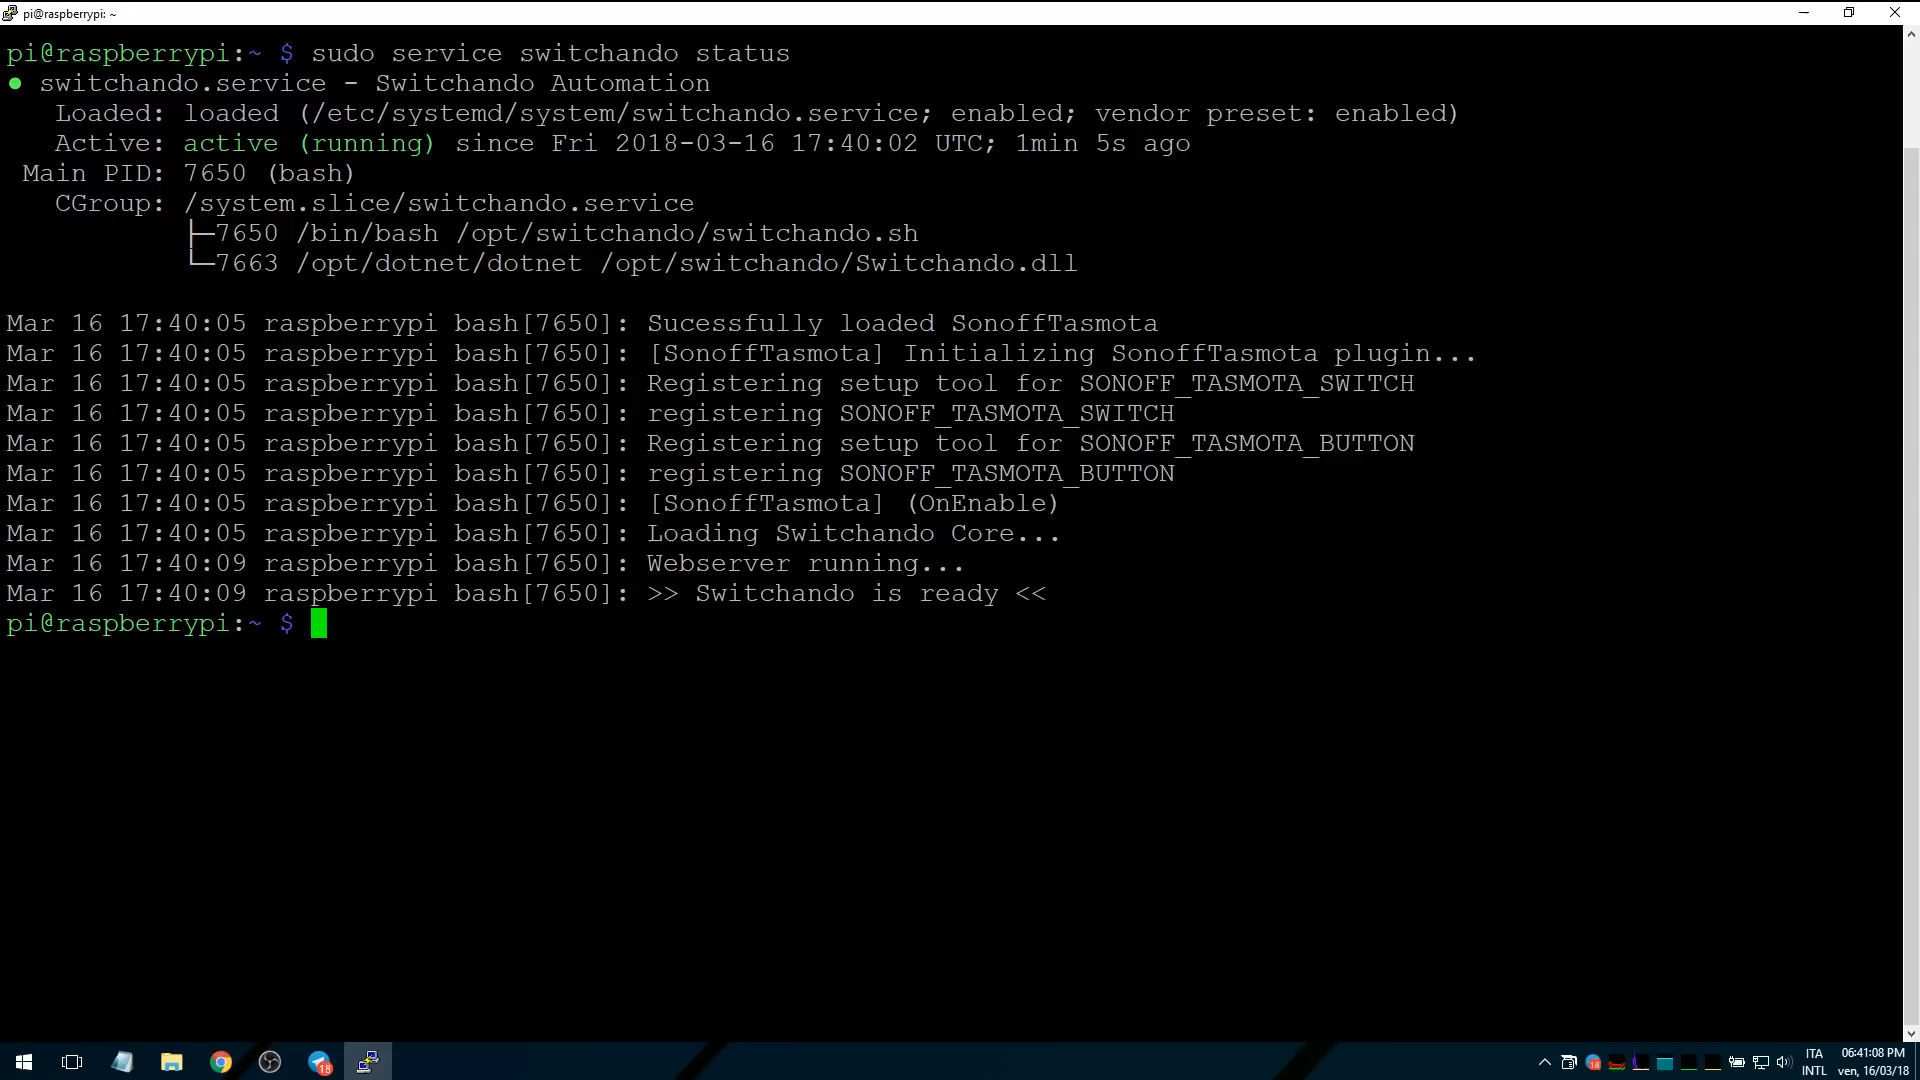 pi@raspberrypi: ~
pi@raspberrypi:~ $ sudo service switchando status
● switchando.service - Switchando Automation
   Loaded: loaded (/etc/systemd/system/switchando.service; enabled; vendor preset: enabled)
   Active: active (running) since Fri 2018-03-16 17:40:02 UTC; 1min 5s ago
 Main PID: 7650 (bash)
   CGroup: /system.slice/switchando.service
           ├─7650 /bin/bash /opt/switchando/switchando.sh
           └─7663 /opt/dotnet/dotnet /opt/switchando/Switchando.dll
Mar 16 17:40:05 raspberrypi bash[7650]: Sucessfully loaded SonoffTasmota
Mar 16 17:40:05 raspberrypi bash[7650]: [SonoffTasmota] Initializing SonoffTasmota plugin...
Mar 16 17:40:05 raspberrypi bash[7650]: Registering setup tool for SONOFF_TASMOTA_SWITCH
Mar 16 17:40:05 raspberrypi bash[7650]: registering SONOFF_TASMOTA_SWITCH
Mar 16 17:40:05 raspberrypi bash[7650]: Registering setup tool for SONOFF_TASMOTA_BUTTON
Mar 16 17:40:05 raspberrypi bash[7650]: registering SONOFF_TASMOTA_BUTTON
Mar 16 17:40:05 raspberrypi bash[7650]: [SonoffTasmota] (OnEnable)
Mar 16 17:40:05 raspberrypi bash[7650]: Loading Switchando Core...
Mar 16 17:40:09 raspberrypi bash[7650]: Webserver running...
Mar 16 17:40:09 raspberrypi bash[7650]: >> Switchando is ready <<
pi@raspberrypi:~ $
18
18
ITA
INTL
06:41:08 PM
ven, 16/03/18